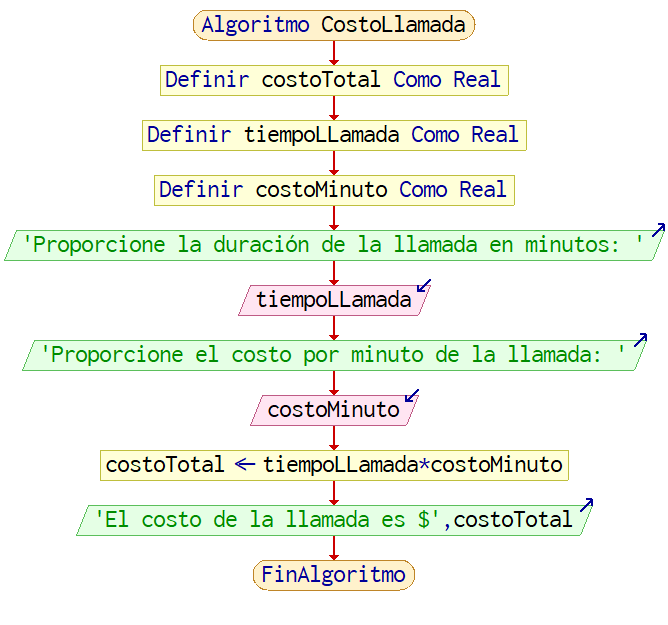 Algoritmo CostoLlamada
Definir costoTotal Como Real
Definir tiempoLLamada Como Real
Definir costoMinuto Como Real
'Proporcione la duración de la llamada en minutos: '
tiempoLLamada
'Proporcione el costo por minuto de la llamada: '
costoMinuto
costoTotal ← tiempoLLamada*costoMinuto
'El costo de la llamada es $',costoTotal
FinAlgoritmo